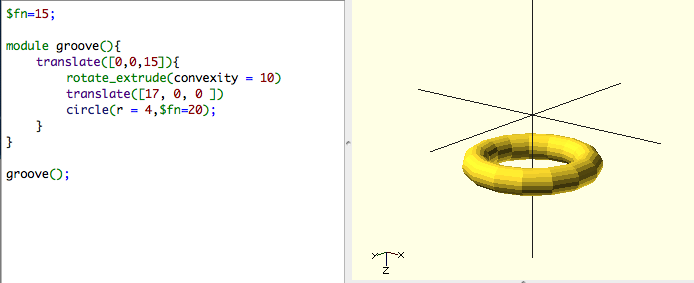 $fn=15;
module groove(){
translate([0,0,15]){
rotate_extrude(convexity = 10)
translate([17, 0, 0 ])
circle(r = 4,$fn=20);
}
}
groove();
Y X
Z